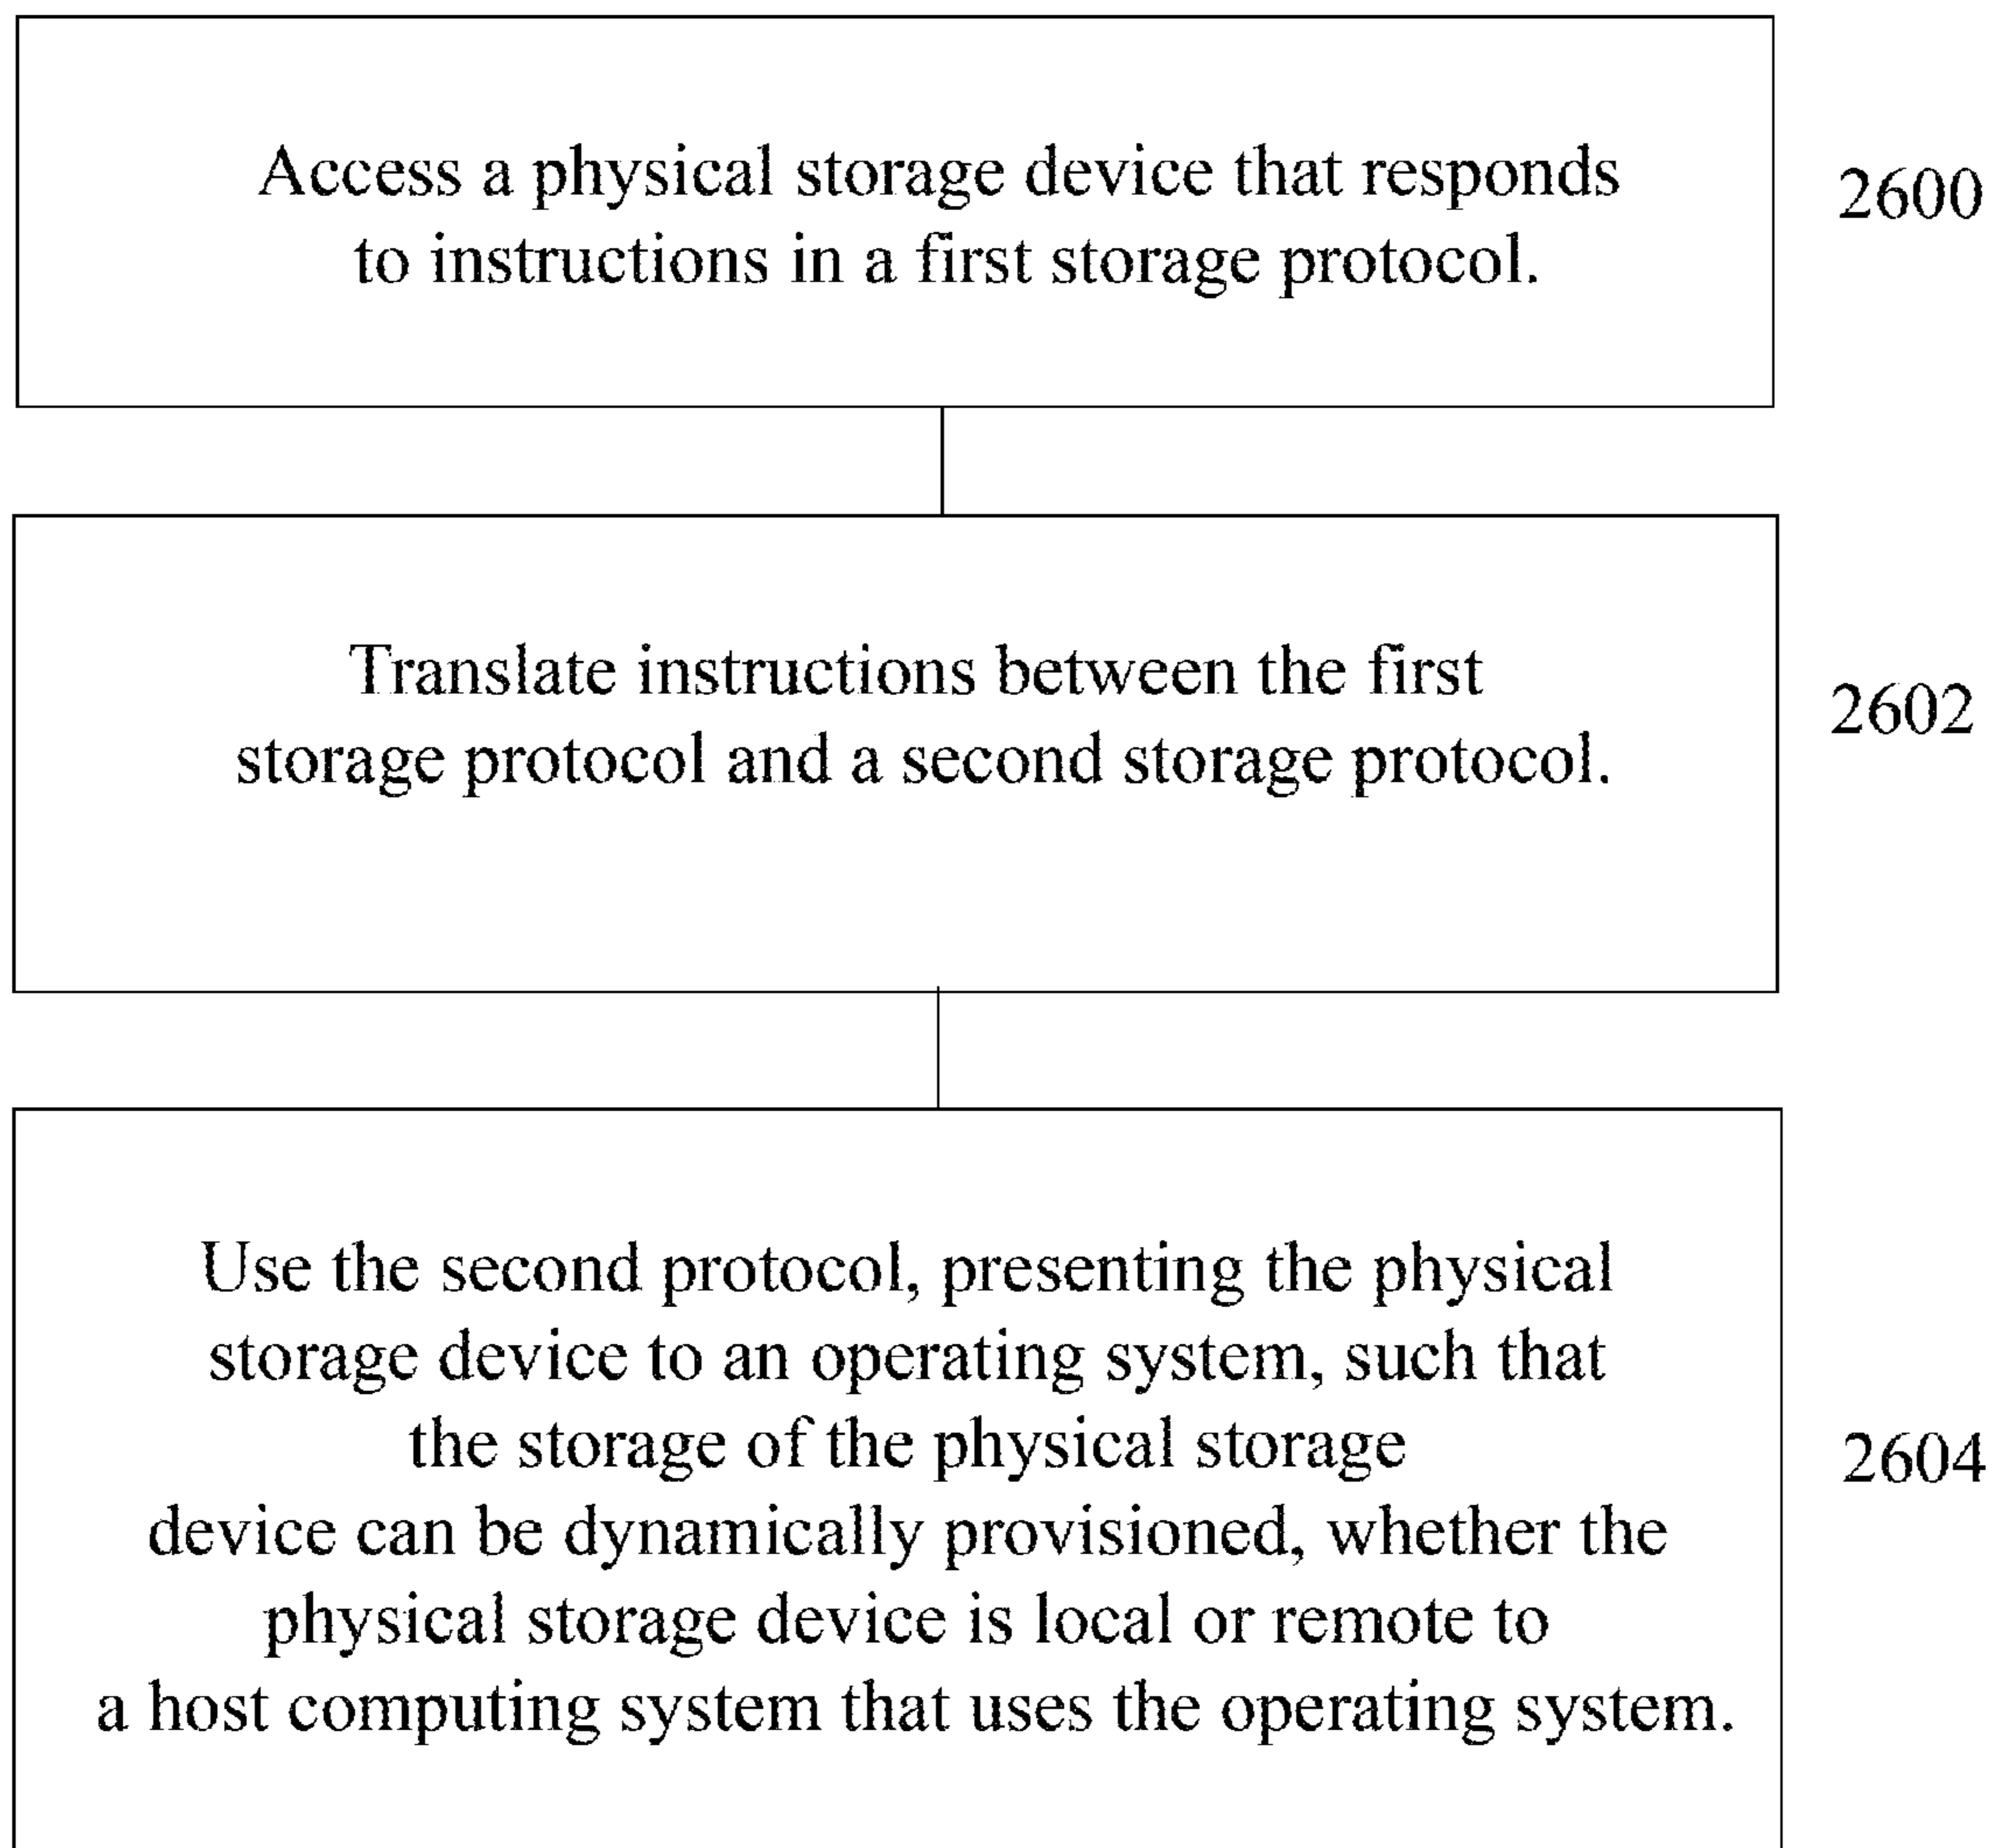 Access a physical storage device that responds
to instructions in a first storage protocol.
2600
Translate instructions between the first
storage protocol and a second storage protocol.
2602
Use the second protocol, presenting the physical
storage device to an operating system, such that
the storage of the physical storage
device can be dynamically provisioned, whether the
physical storage device is local or remote to
a host computing system that uses the operating system.
2604